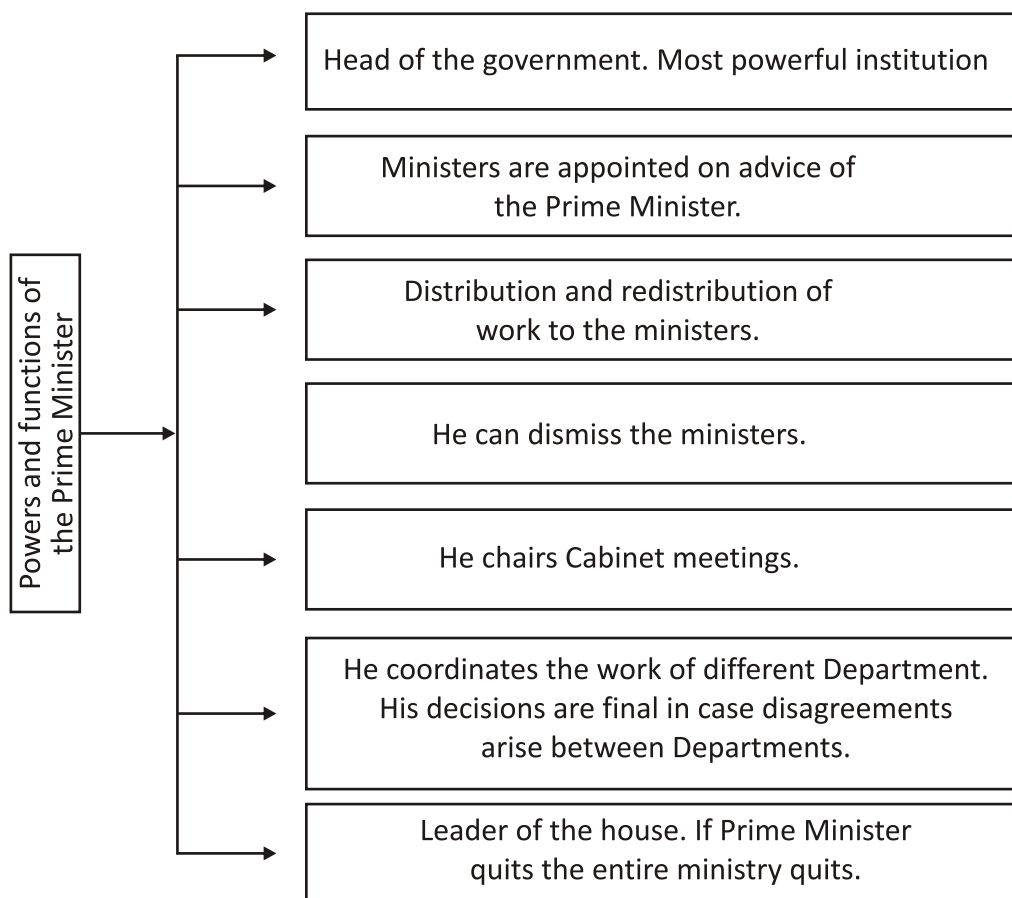 Powers and functions of
the Prime Minister
Head of the government. Most powerful institution
Ministers are appointed on advice of
the Prime Minister.
Distribution and redistribution of
work to the ministers.
He can dismiss the ministers.
He chairs Cabinet meetings.
He coordinates the work of different Department.
His decisions are final in case disagreements
arise between Departments.
Leader of the house. If Prime Minister
quits the entire ministry quits.